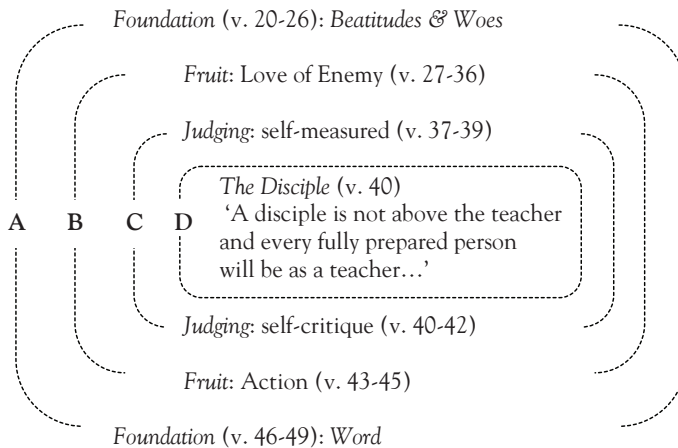 Foundation (v. 20-26): Beatitudes & Woes
Fruit: Love of Enemy (v. 27-36)
Judging: self-measured (v. 37-39)
The Disciple (v. 40)
A B C D ‘A disciple is not above the teacher
and every fully prepared person
will be as a teacher…’
Judging: self-critique (v. 40-42)
Fruit: Action (v. 43-45)
Foundation (v. 46-49): Word